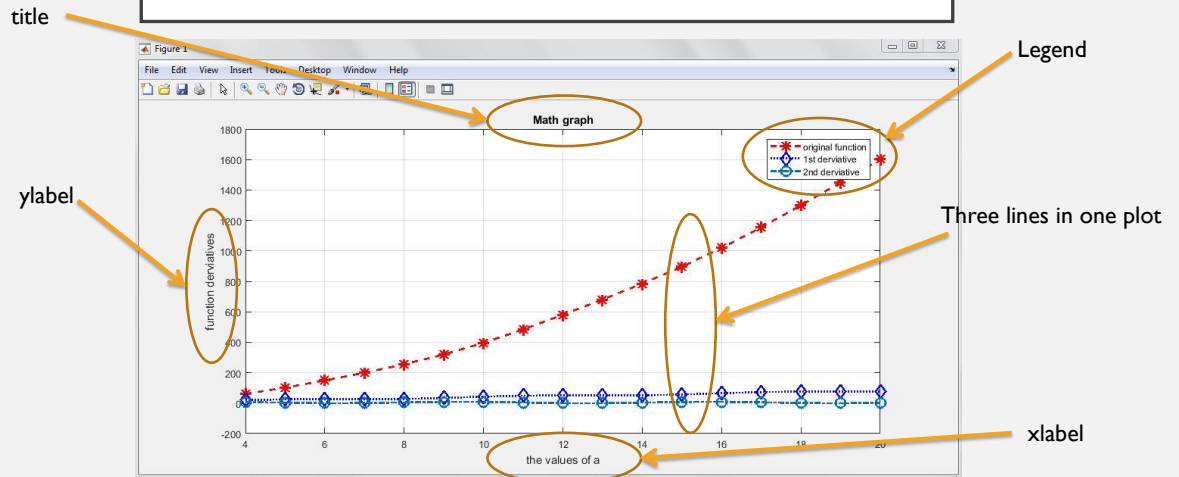 title
Figure 1
Legend
File Edit View Insert Tools Desktop Window Help
Math graph
1800
1600
1400
1200
1000
800
600
400
200
0
-200
original function
1st derviative
2nd derviative
ylabel
function derviatives
Three lines in one plot
4 6 8 10 12 14 16 18 20
the values of a
xlabel